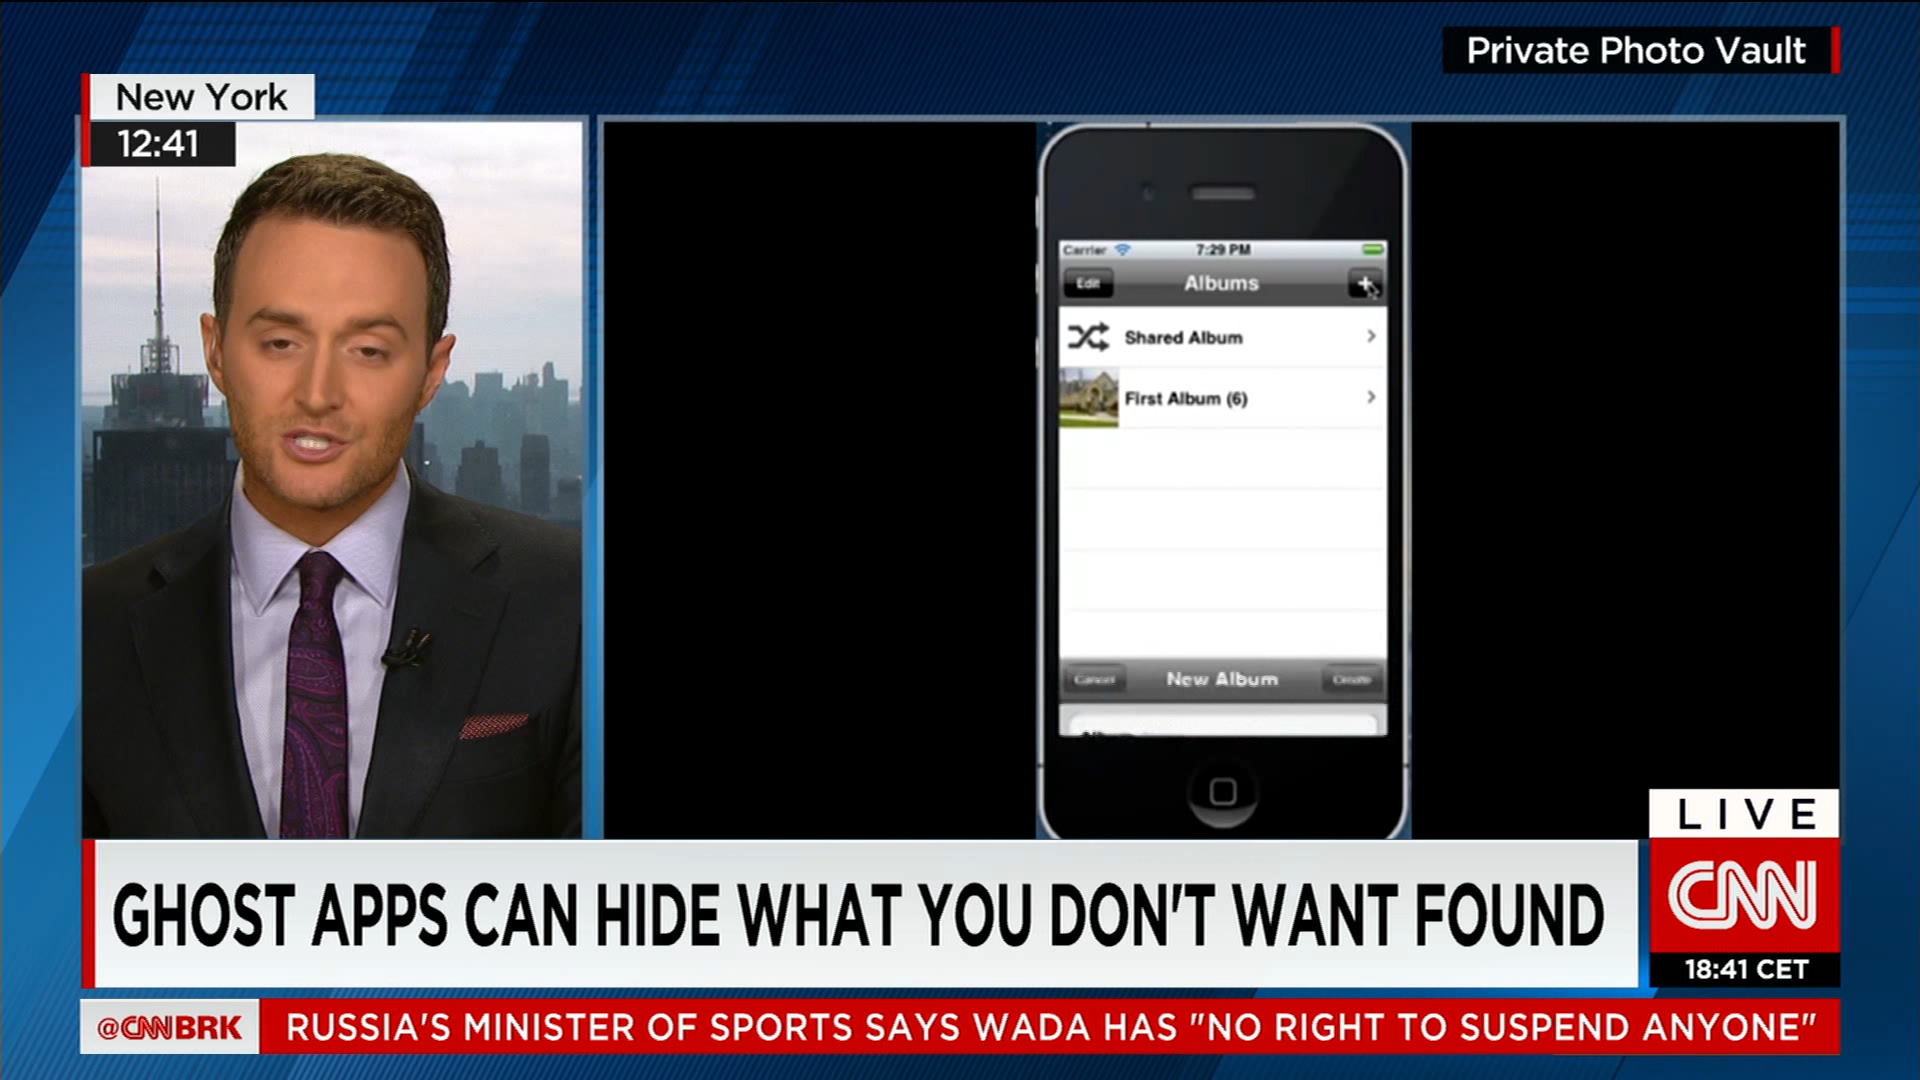 Private Photo Vault
New York
12:41
Carrier 7:29 PM
Edit Albums +
Shared Album
First Album (6)
Cancel New Album Create
LIVE
CNN
18:41 CET
GHOST APPS CAN HIDE WHAT YOU DON'T WANT FOUND
@CNNBRK RUSSIA'S MINISTER OF SPORTS SAYS WADA HAS "NO RIGHT TO SUSPEND ANYONE"